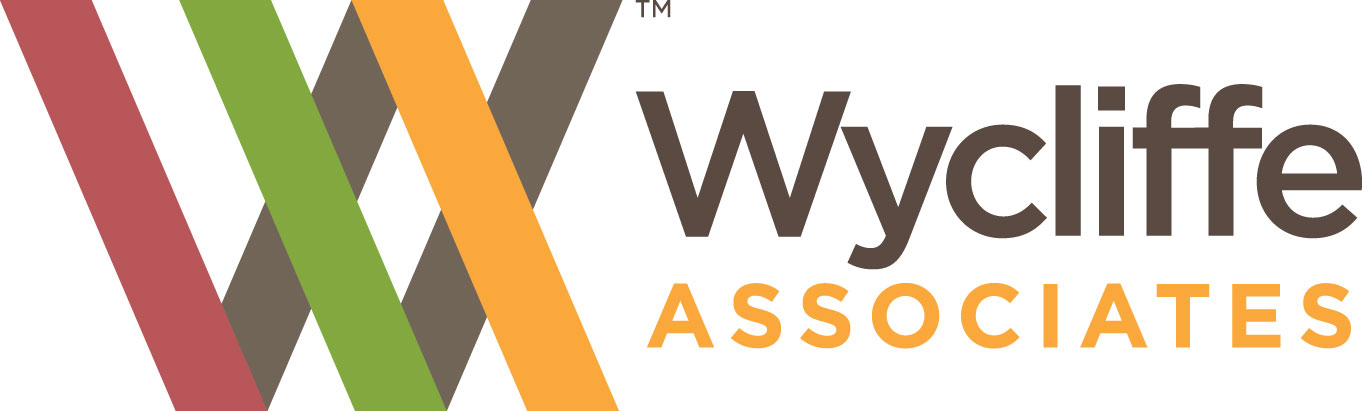 ™
Wycliffe
ASSOCIATES